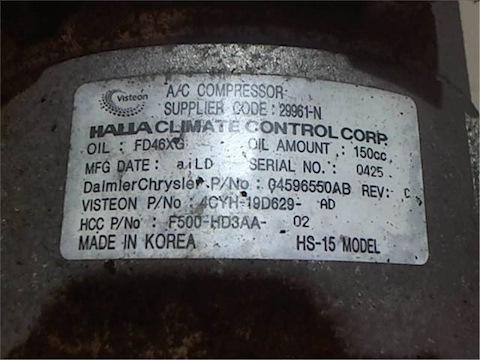 Visteon
A/C COMPRESSOR
SUPPLIER CODE : 29961-N
HALLA CLIMATE CONTROL CORP.
OIL : FD46XG OIL AMOUNT : 150cc
MFG DATE : aiLD SERIAL NO. : 0425
DaimlerChrysler P/No : 04596550AB REV: C
VISTEON P/No : 4CYH-19D629- AD
HCC P/No : F500-HD3AA- 02
MADE IN KOREA HS-15 MODEL